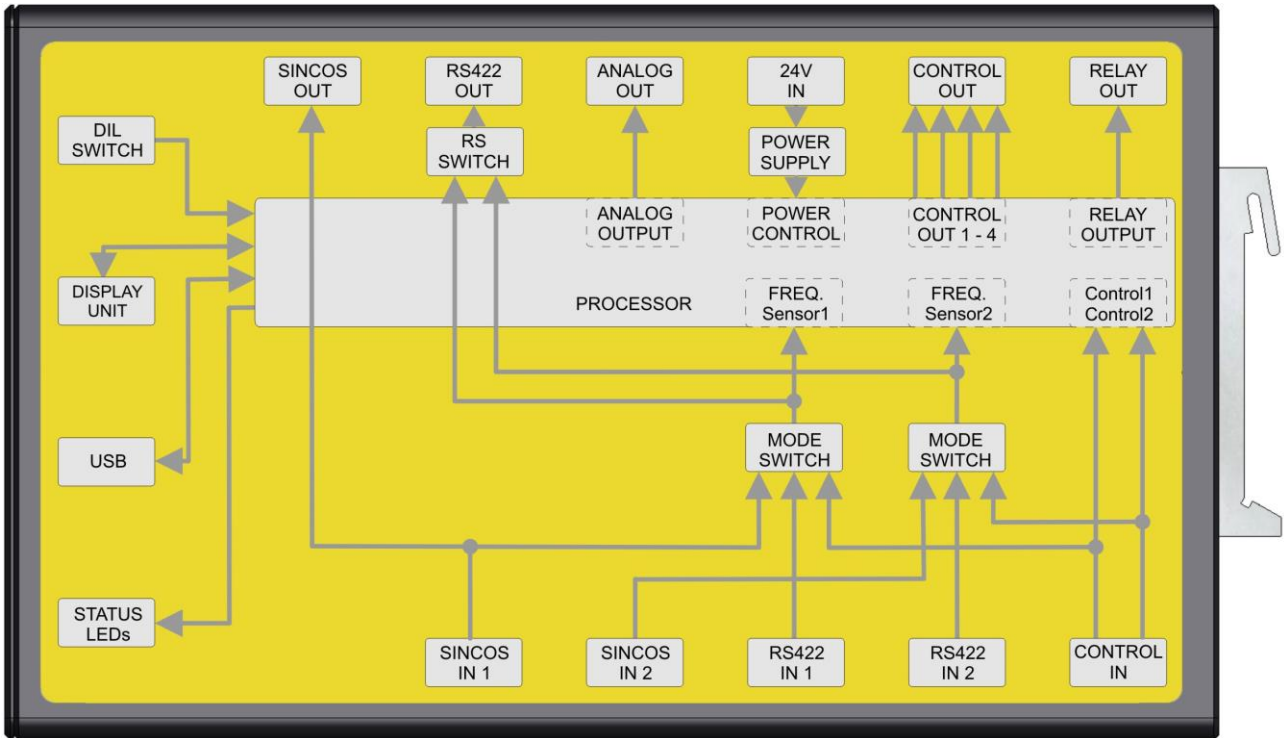 SINCOS
OUT
RS422
OUT
ANALOG
OUT
24V
IN
CONTROL
OUT
RELAY
OUT
DIL
SWITCH
RS
SWITCH
POWER
SUPPLY
ANALOG
OUTPUT
POWER
CONTROL
CONTROL
OUT 1 - 4
RELAY
OUTPUT
DISPLAY
UNIT
PROCESSOR
FREQ.
Sensor1
FREQ.
Sensor2
Control1
Control2
USB
MODE
SWITCH
MODE
SWITCH
STATUS
LEDs
SINCOS
IN 1
SINCOS
IN 2
RS422
IN 1
RS422
IN 2
CONTROL
IN